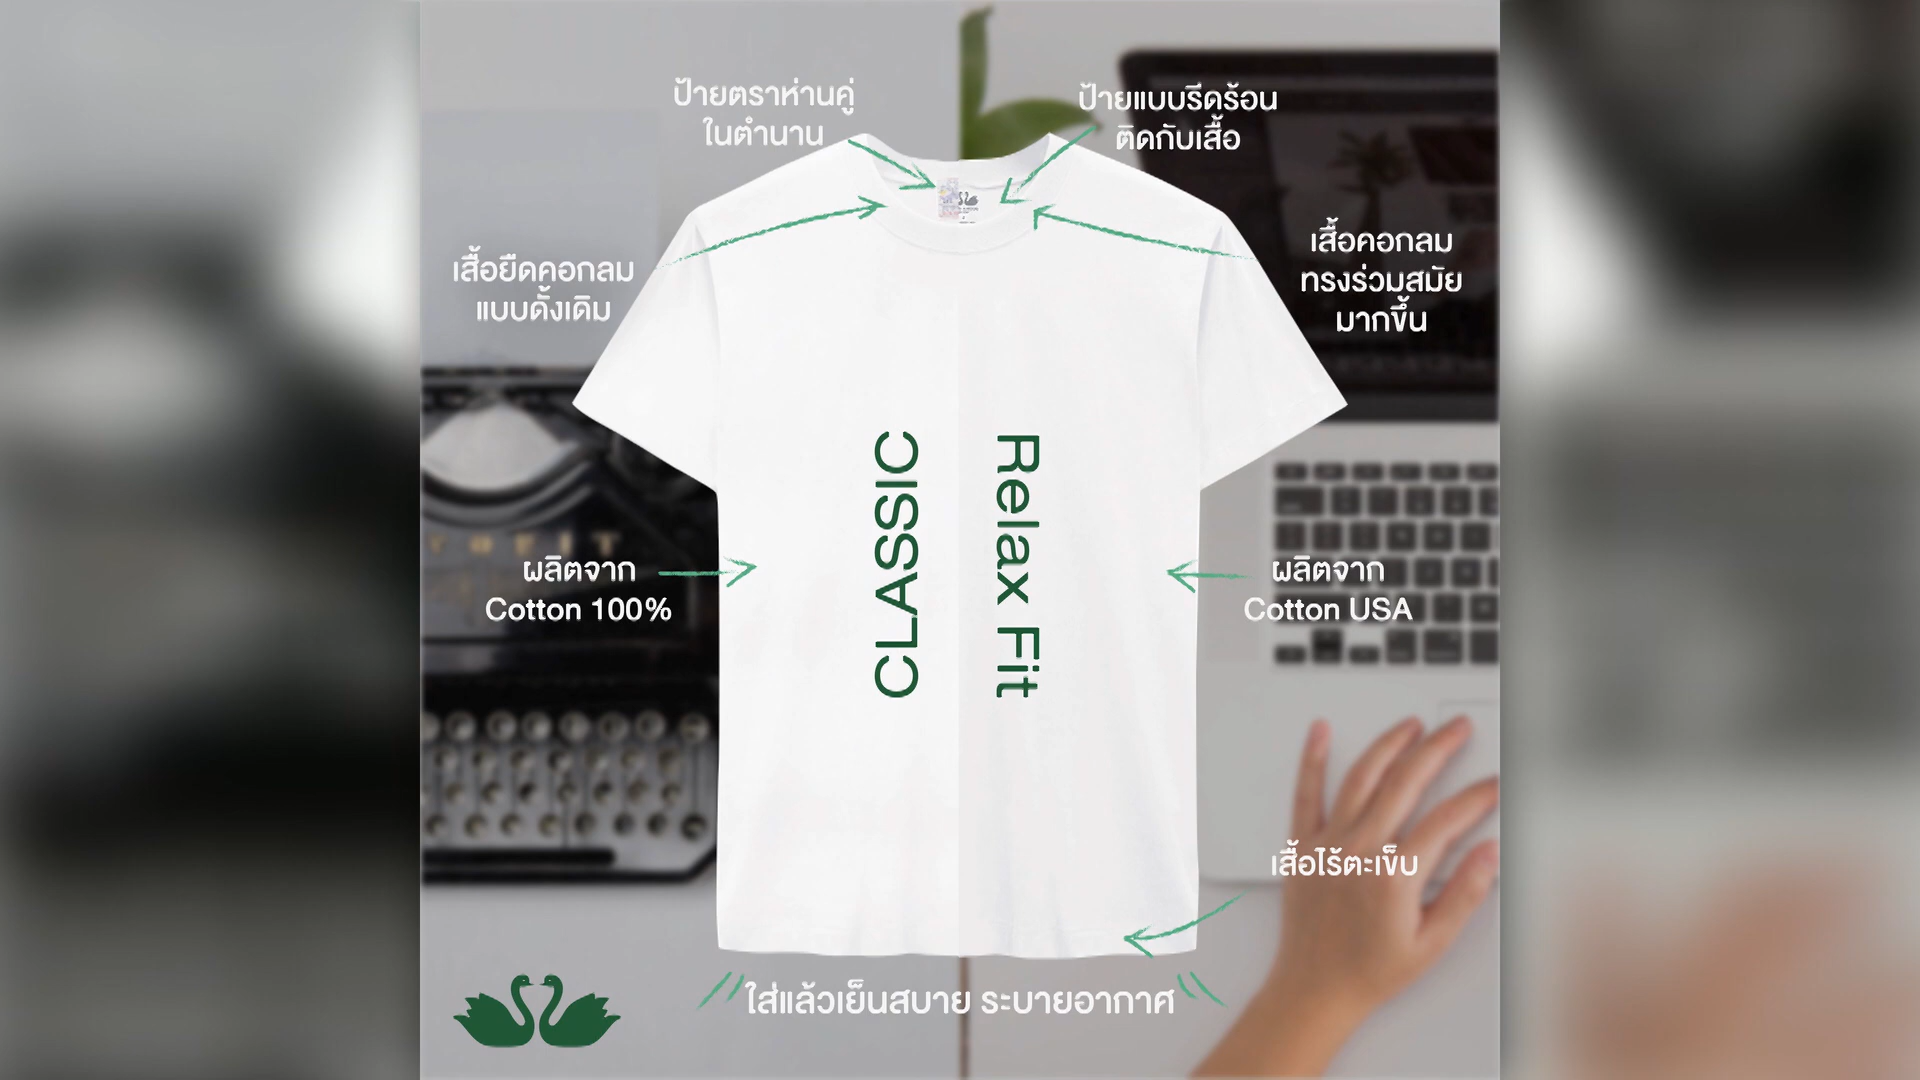 ป้ายตราห่านคู่
ในตำนาน
ป้ายแบบรีดร้อน
ติดกับเสื้อ
เสื้อยืดคอกลม
แบบดั้งเดิม
เสื้อคอกลม
ทรงร่วมสมัย
มากขึ้น
CLASSIC
Relax Fit
ผลิตจาก
Cotton 100%
ผลิตจาก
Cotton USA
เสื้อไร้ตะเข็บ
ใส่แล้วเย็นสบาย ระบายอากาศ